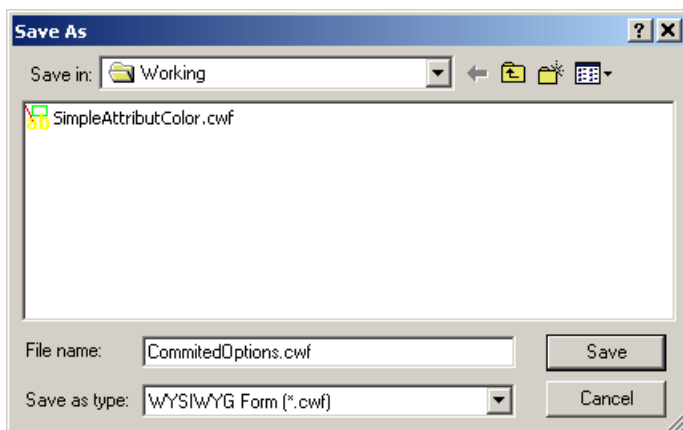 Save As
Save in: Working
SimpleAttributColor.cwf
File name: CommitedOptions.cwf Save
Save as type: WYSIWYG Form (*.cwf) Cancel